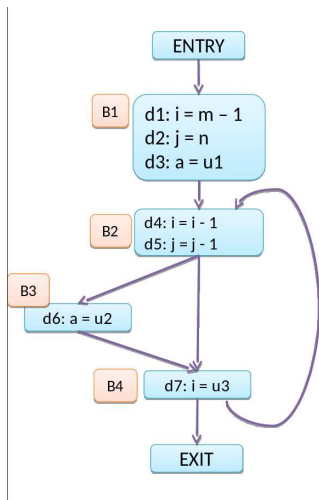 ENTRY
B1
d1: i = m – 1
d2: j = n
d3: a = u1
B2
d4: i = i - 1
d5: j = j - 1
B3
d6: a = u2
B4
d7: i = u3
EXIT